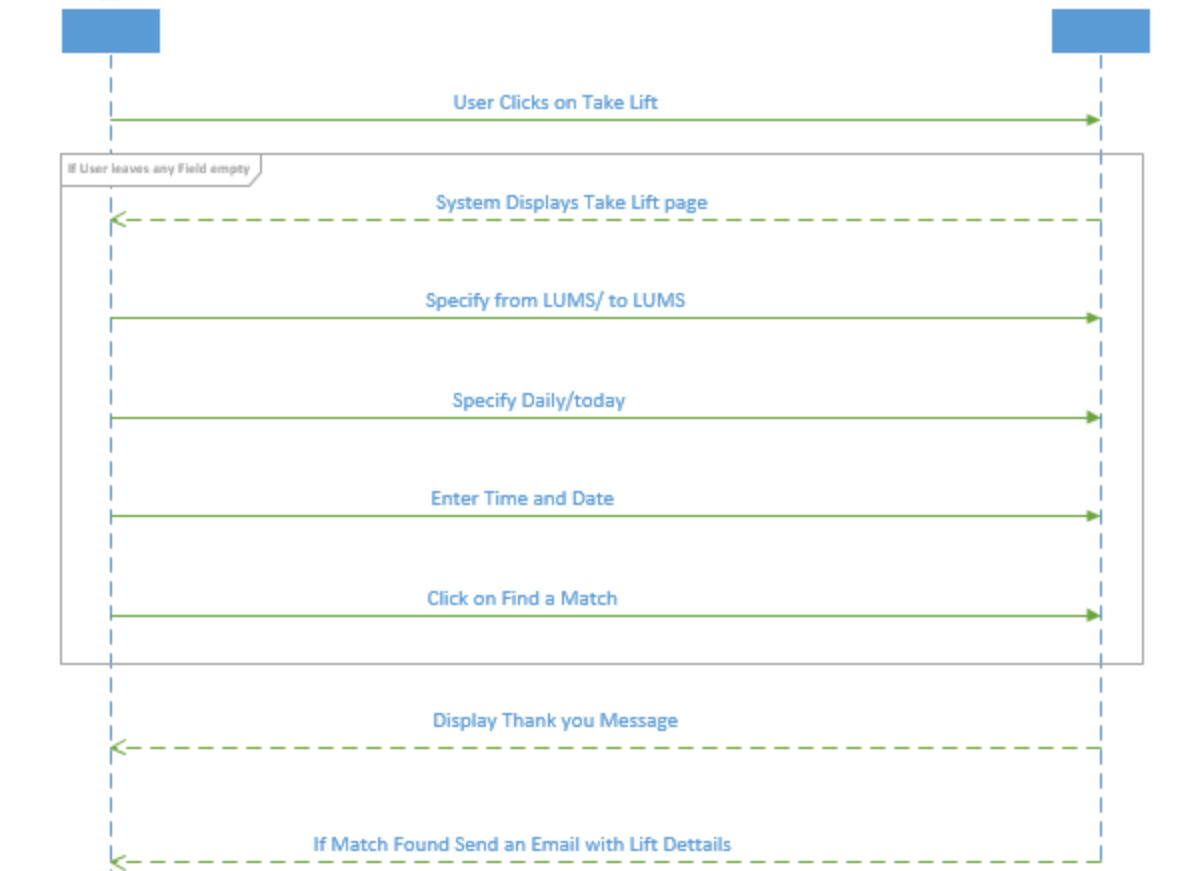 User Clicks on Take Lift
If User leaves any Field empty
System Displays Take Lift page
Specify from LUMS/ to LUMS
Specify Daily/today
Enter Time and Date
Click on Find a Match
Display Thank you Message
If Match Found Send an Email with Lift Dettails